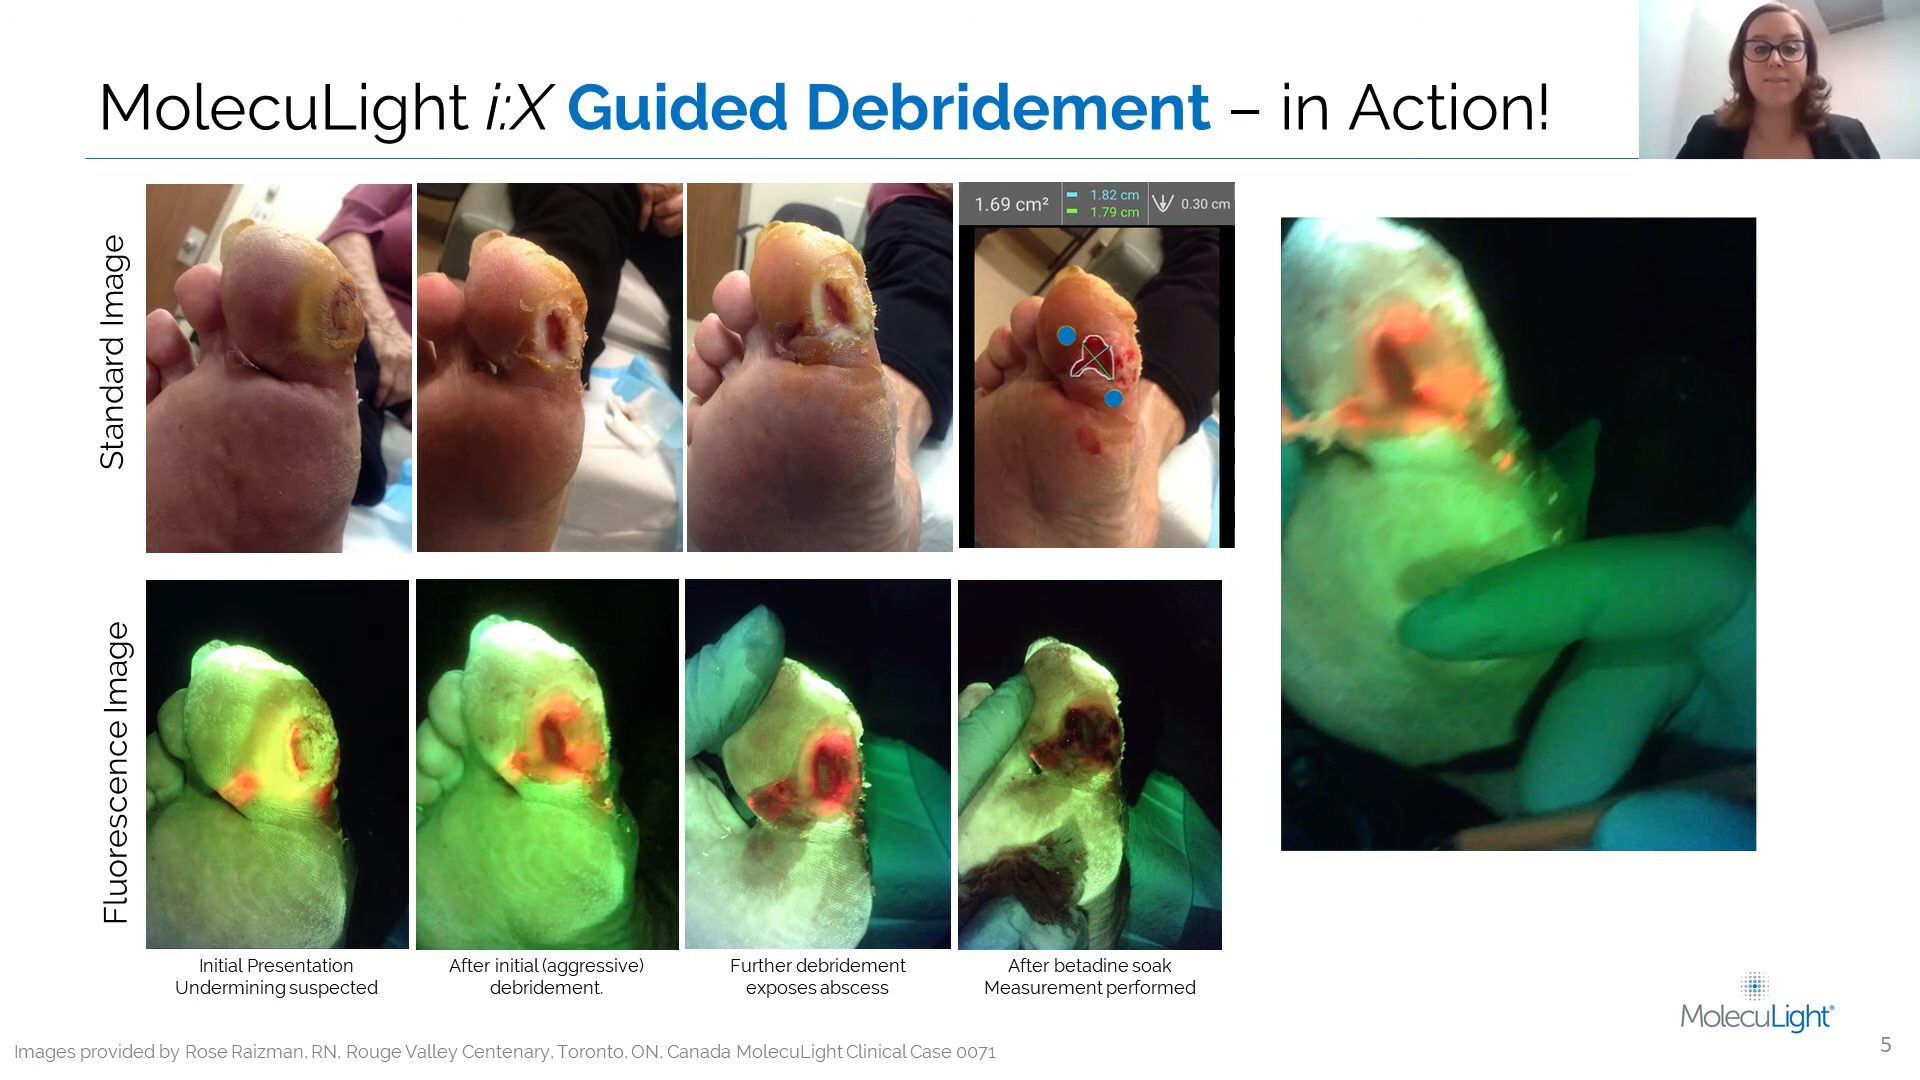 MolecuLight i:X Guided Debridement – in Action!
Standard Image
1.69 cm²
1.82 cm
1.79 cm
0.30 cm
Fluorescence Image
Initial Presentation
Undermining suspected
After initial (aggressive)
debridement.
Further debridement
exposes abscess
After betadine soak
Measurement performed
MolecuLight®
Images provided by Rose Raizman, RN, Rouge Valley Centenary, Toronto, ON, Canada MolecuLight Clinical Case 0071
5